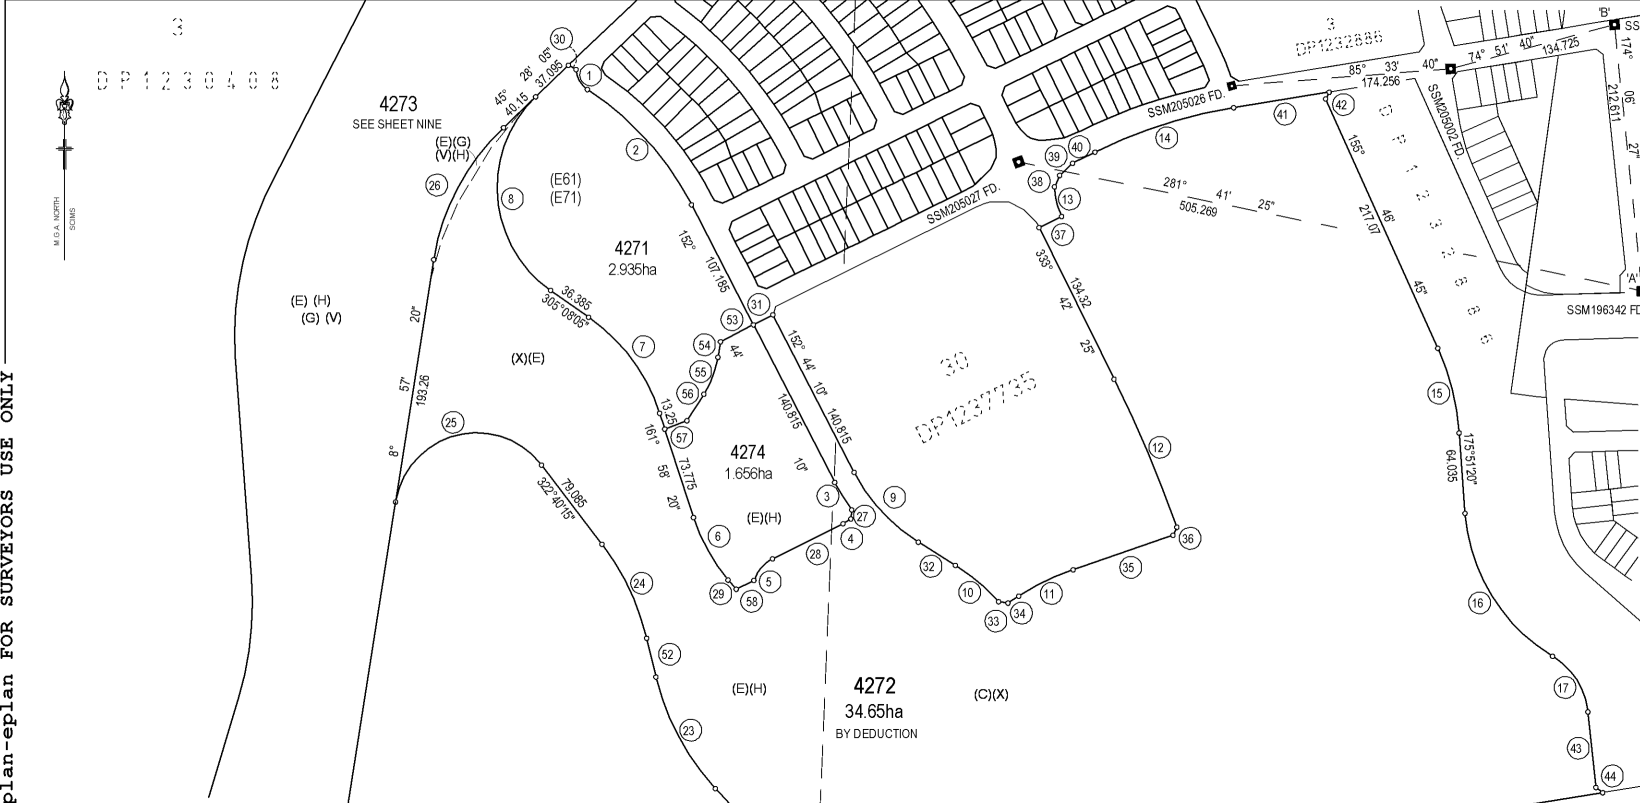 plan-eplan FOR SURVEYORS USE ONLY
3
DP1230408
M.G.A. NORTH
SCIMS
4273
SEE SHEET NINE
(E)(G)
(V)(H)
30
45° 28' 05"
40.15
37.095
1
2
26
8
(E61)
(E71)
4271
2.935ha
152°
107.185
(E) (H)
(G) (V)
8° 57' 20"
193.26
36.385
305°08'05"
7
31
53
54
55
56
57
44'
140.815
10"
(X)(E)
25
13.25
161° 58' 20"
73.775
4274
1.656ha
(E)(H)
79.085
322°40'15"
6
3
27
4
28
5
58
29
24
52
23
(E)(H)
4272
34.65ha
BY DEDUCTION
(C)(X)
152° 44' 10"
140.815
9
32
10
33
34
11
35
36
12
30
DP1237735
333° 42' 25"
134.32
SSM205027 FD.
37
13
38
39
40
14
281° 41' 25"
505.269
SSM205026 FD.
3
DP1232886
85° 33' 40"
174.256
41
42
74° 51' 40"
134.725
'B'
SS
174° 06' 27"
212.611
SSM205002 FD.
DP1232886
155° 46' 45"
217.07
'A'
SSM196342 FD
15
175°51'20"
64.035
16
17
43
44